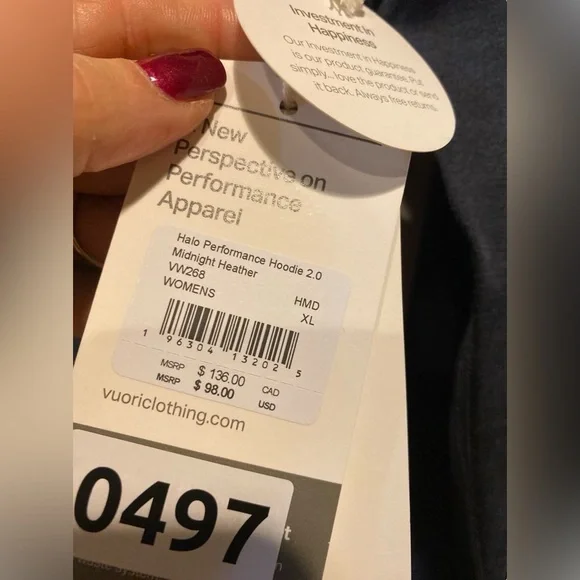 Investment in
Happiness
Our Investment in Happiness
is our product guarantee. Put
simply... love the product or send
it back. Always free returns.
New
Perspective on
Performance
Apparel
Halo Performance Hoodie 2.0
Midnight Heather
VW268 HMD
WOMENS XL
1 96304 13202 5
MSRP $ 136.00 CAD
MSRP $ 98.00 USD
vuoriclothing.com
0497